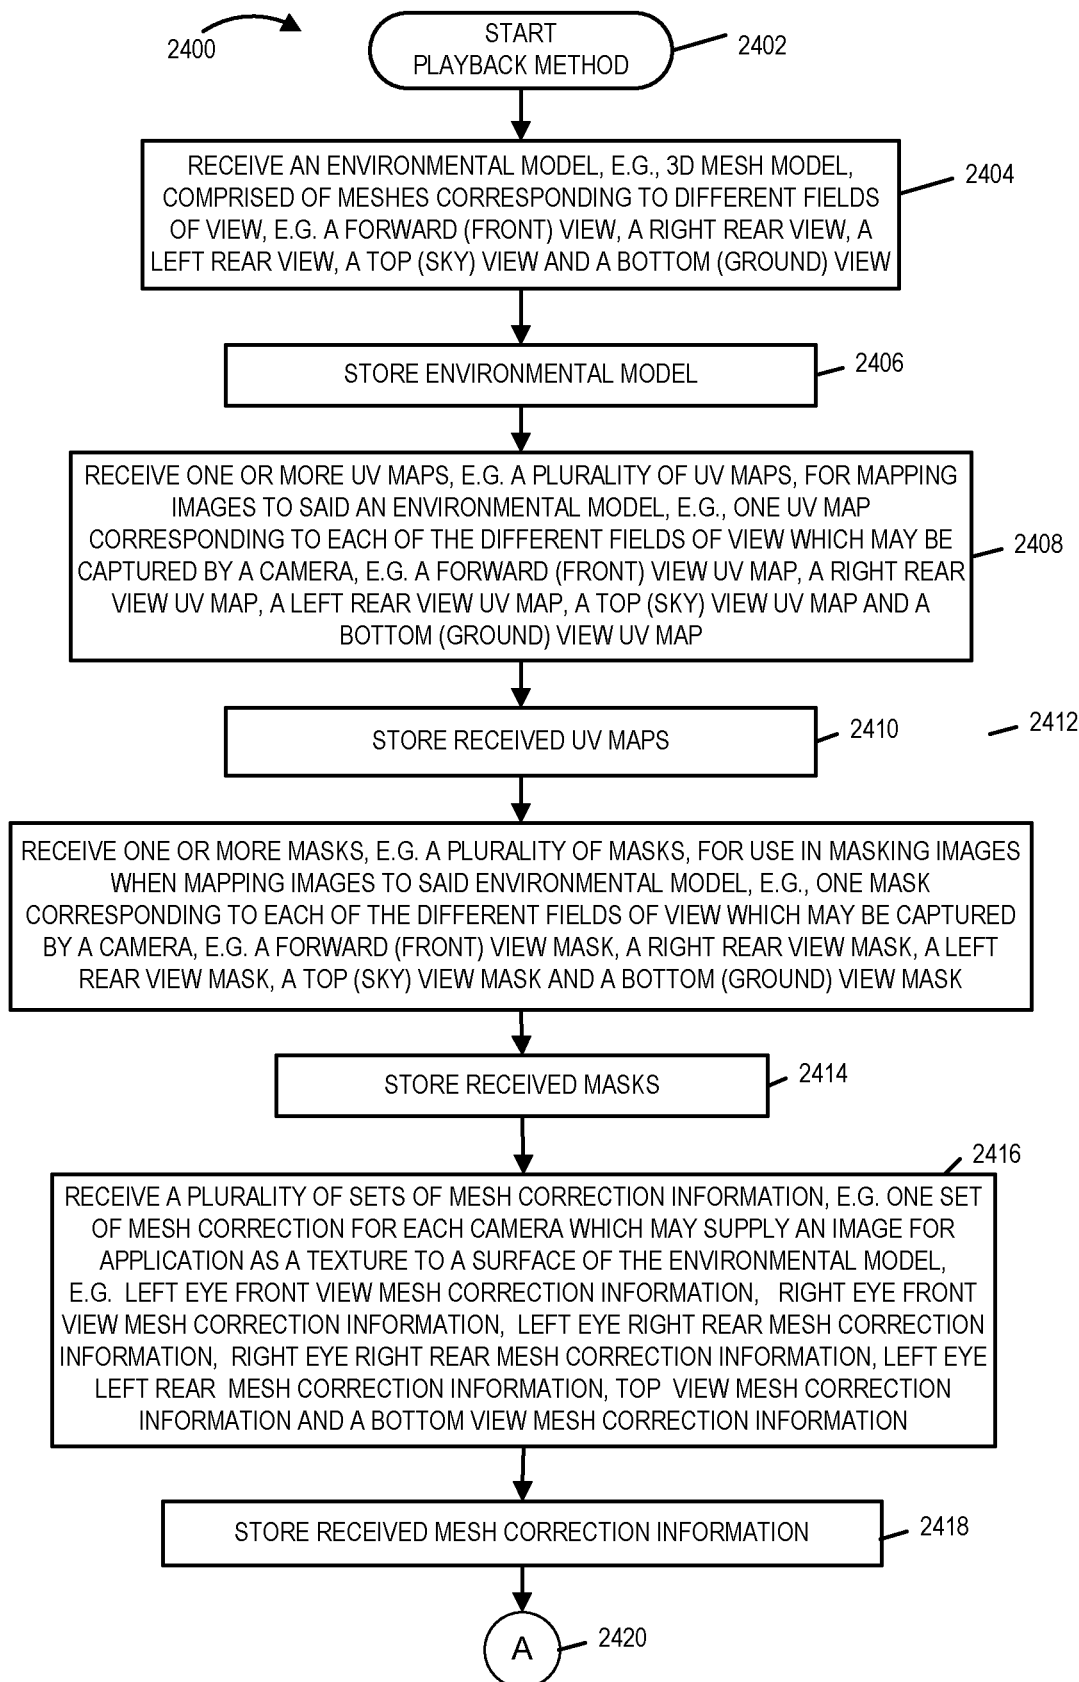 2400
START
PLAYBACK METHOD
2402
RECEIVE AN ENVIRONMENTAL MODEL, E.G., 3D MESH MODEL,
COMPRISED OF MESHES CORRESPONDING TO DIFFERENT FIELDS
OF VIEW, E.G. A FORWARD (FRONT) VIEW, A RIGHT REAR VIEW, A
LEFT REAR VIEW, A TOP (SKY) VIEW AND A BOTTOM (GROUND) VIEW
2404
STORE ENVIRONMENTAL MODEL
2406
RECEIVE ONE OR MORE UV MAPS, E.G. A PLURALITY OF UV MAPS, FOR MAPPING
IMAGES TO SAID AN ENVIRONMENTAL MODEL, E.G., ONE UV MAP
CORRESPONDING TO EACH OF THE DIFFERENT FIELDS OF VIEW WHICH MAY BE
CAPTURED BY A CAMERA, E.G. A FORWARD (FRONT) VIEW UV MAP, A RIGHT REAR
VIEW UV MAP, A LEFT REAR VIEW UV MAP, A TOP (SKY) VIEW UV MAP AND A
BOTTOM (GROUND) VIEW UV MAP
2408
STORE RECEIVED UV MAPS
2410
2412
RECEIVE ONE OR MORE MASKS, E.G. A PLURALITY OF MASKS, FOR USE IN MASKING IMAGES
WHEN MAPPING IMAGES TO SAID ENVIRONMENTAL MODEL, E.G., ONE MASK
CORRESPONDING TO EACH OF THE DIFFERENT FIELDS OF VIEW WHICH MAY BE CAPTURED
BY A CAMERA, E.G. A FORWARD (FRONT) VIEW MASK, A RIGHT REAR VIEW MASK, A LEFT
REAR VIEW MASK, A TOP (SKY) VIEW MASK AND A BOTTOM (GROUND) VIEW MASK
STORE RECEIVED MASKS
2414
2416
RECEIVE A PLURALITY OF SETS OF MESH CORRECTION INFORMATION, E.G. ONE SET
OF MESH CORRECTION FOR EACH CAMERA WHICH MAY SUPPLY AN IMAGE FOR
APPLICATION AS A TEXTURE TO A SURFACE OF THE ENVIRONMENTAL MODEL,
E.G. LEFT EYE FRONT VIEW MESH CORRECTION INFORMATION, RIGHT EYE FRONT
VIEW MESH CORRECTION INFORMATION, LEFT EYE RIGHT REAR MESH CORRECTION
INFORMATION, RIGHT EYE RIGHT REAR MESH CORRECTION INFORMATION, LEFT EYE
LEFT REAR MESH CORRECTION INFORMATION, TOP VIEW MESH CORRECTION
INFORMATION AND A BOTTOM VIEW MESH CORRECTION INFORMATION
STORE RECEIVED MESH CORRECTION INFORMATION
2418
A
2420